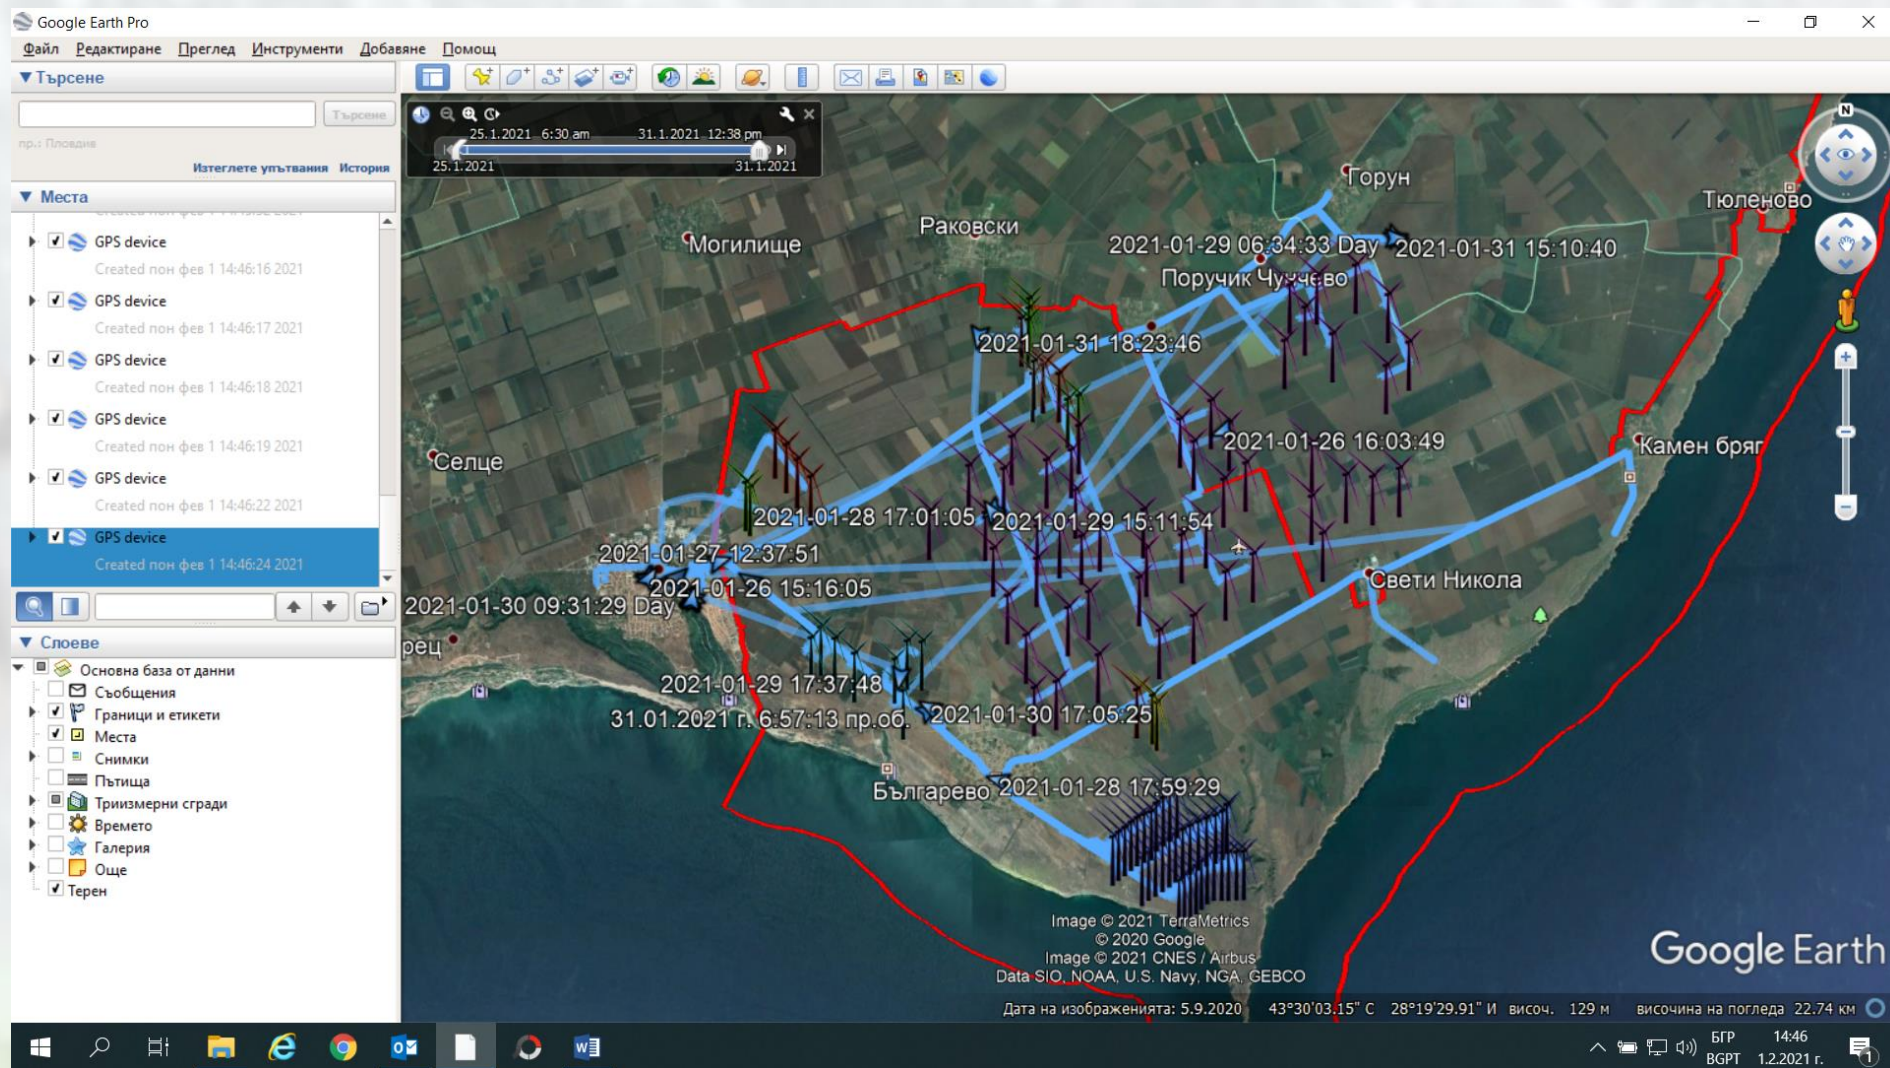 Google Earth Pro
Файл Редактиране Преглед Инструменти Добавяне Помощ
Търсене
Търсене
пр.: Пловдив
Изтеглете упътвания История
Места
GPS device
Created пон фев 1 14:46:16 2021
GPS device
Created пон фев 1 14:46:17 2021
GPS device
Created пон фев 1 14:46:18 2021
GPS device
Created пон фев 1 14:46:19 2021
GPS device
Created пон фев 1 14:46:22 2021
GPS device
Created пон фев 1 14:46:24 2021
Слоеве
Основна база от данни
Съобщения
Граници и етикети
Места
Снимки
Пътища
Триизмерни сгради
Времето
Галерия
Още
Терен
25.1.2021 6:30 am 31.1.2021 12:38 pm
25.1.2021 31.1.2021
N
Горун
Тюленово
Раковски
Могилище
2021-01-29 06:34:33 Day
2021-01-31 15:10:40
Поручик Чунчево
2021-01-31 18:23:46
2021-01-26 16:03:49
Камен бряг
Селце
2021-01-28 17:01:05
2021-01-29 15:11:54
2021-01-27 12:37:51
Свети Никола
2021-01-26 15:16:05
2021-01-30 09:31:29 Day
рец
2021-01-29 17:37:48
31.01.2021 г. 6:57:13 пр.об.
2021-01-30 17:05:25
Българево
2021-01-28 17:59:29
Image © 2021 TerraMetrics
© 2020 Google
Image © 2021 CNES / Airbus
Data SIO, NOAA, U.S. Navy, NGA, GEBCO
Google Earth
Дата на изображенията: 5.9.2020 43°30'03.15" С 28°19'29.91" И височ. 129 м височина на погледа 22.74 км
БГР
BGPT
14:46
1.2.2021 г.
1